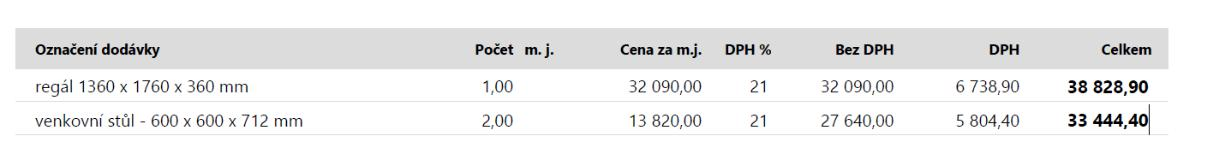 Označení dodávky Počet m. j. Cena za m.j. DPH % Bez DPH DPH Celkem
regál 1360 x 1760 x 360 mm 1,00 32 090,00 21 32 090,00 6 738,90 38 828,90
venkovní stůl - 600 x 600 x 712 mm 2,00 13 820,00 21 27 640,00 5 804,40 33 444,40